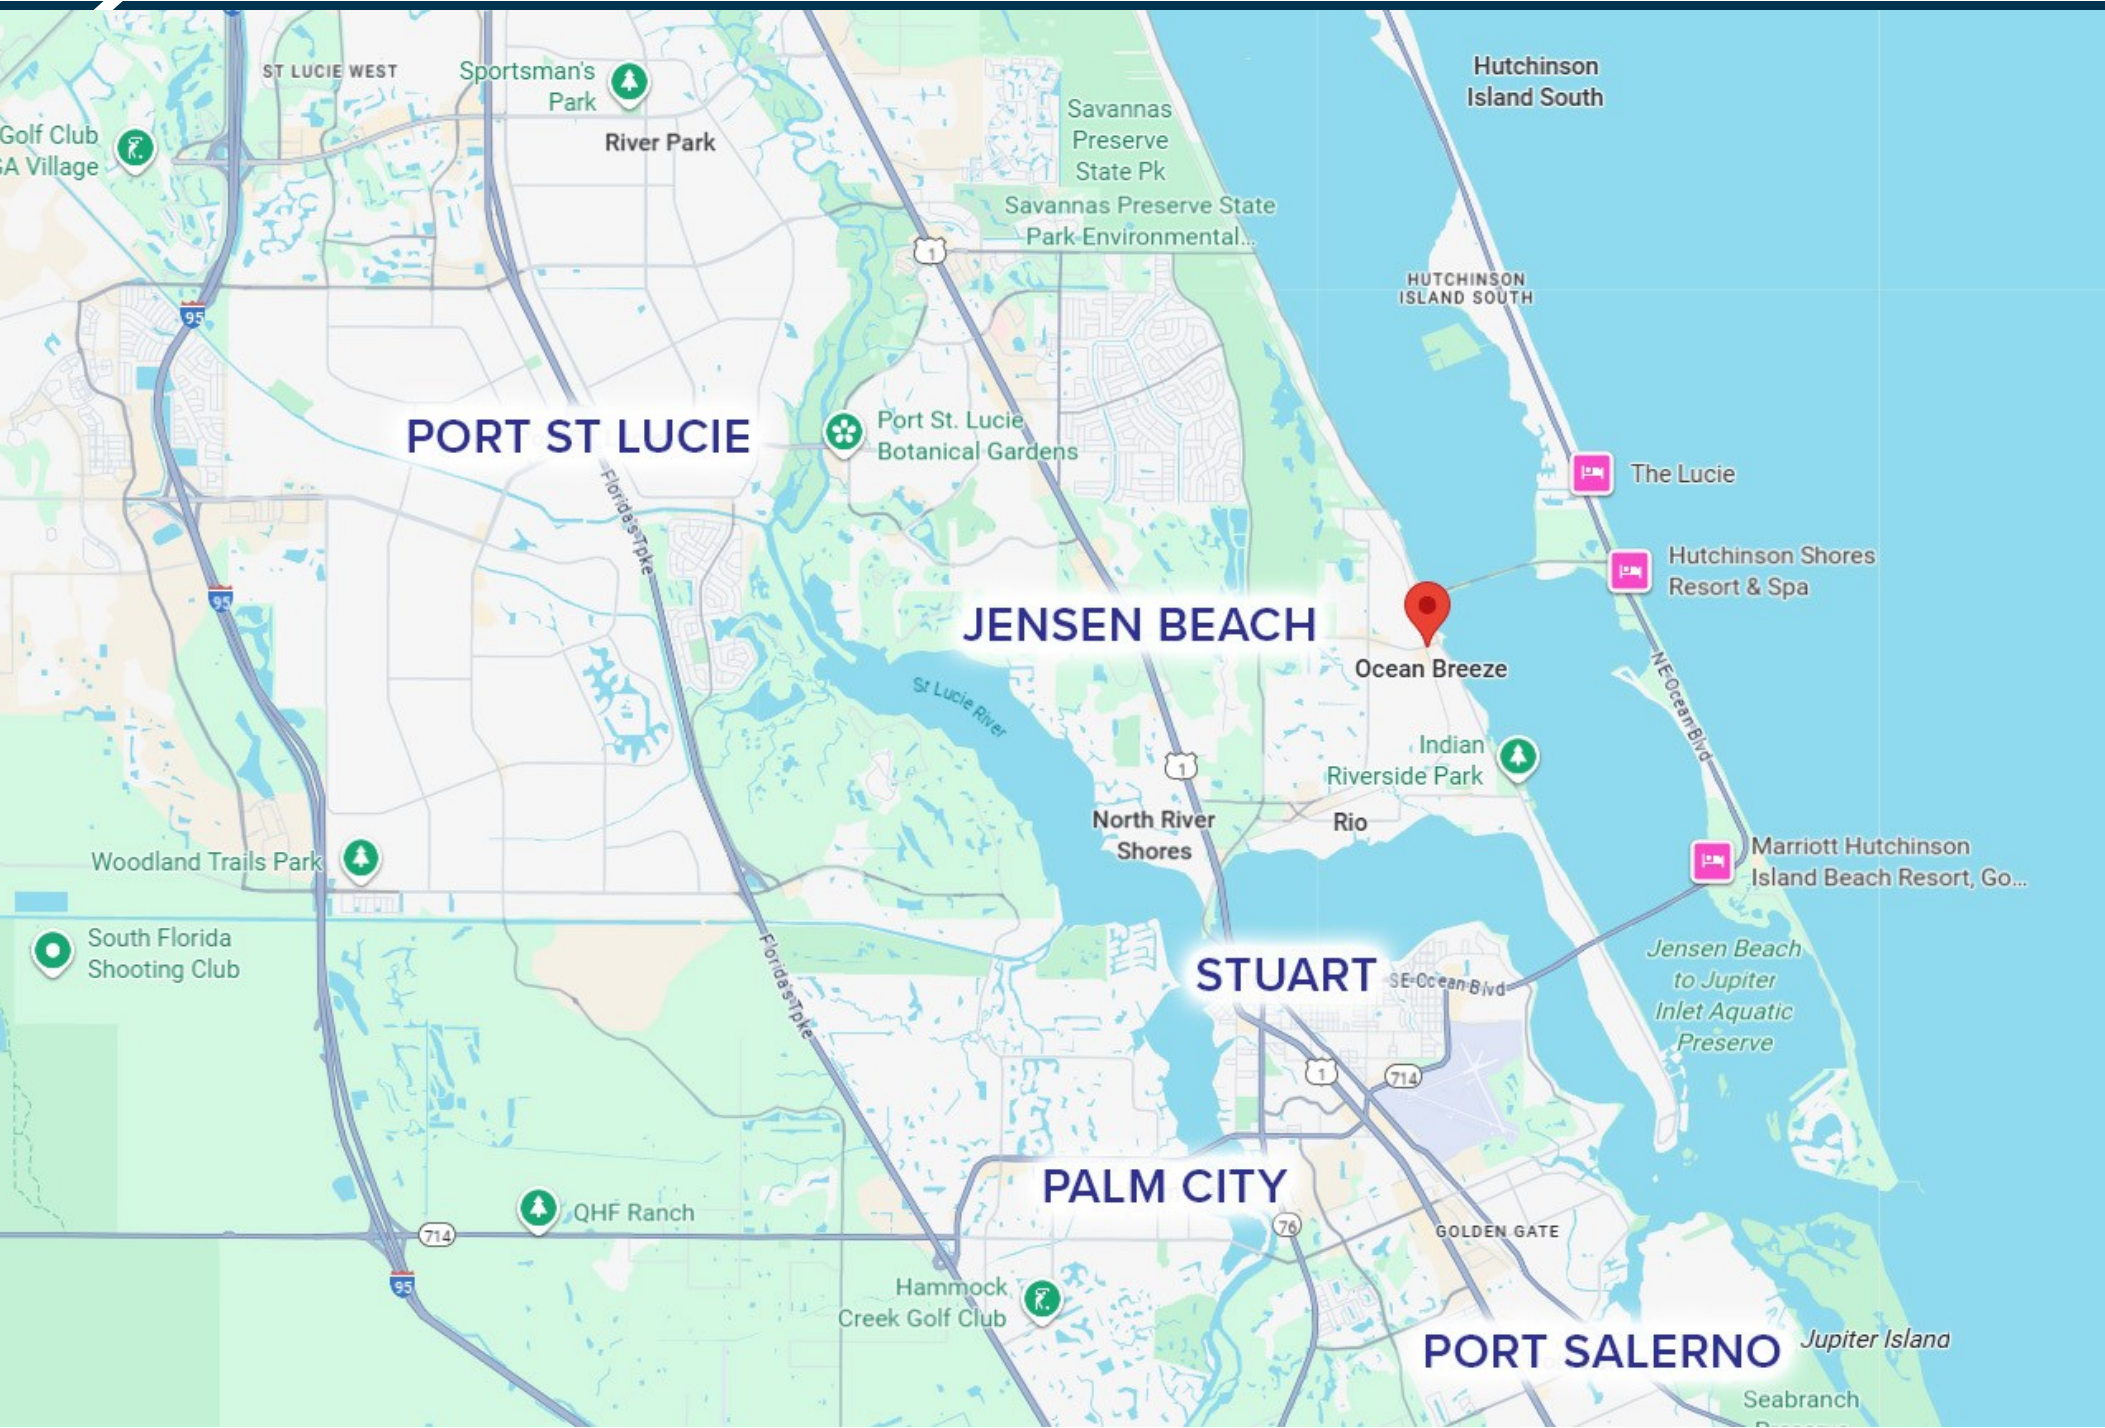 Hutchinson
Island South
ST LUCIE WEST
Sportsman's
Park
River Park
Golf Club
GA Village
Savannas
Preserve
State Pk
Savannas Preserve State
Park Environmental...
1
HUTCHINSON
ISLAND SOUTH
95
PORT ST LUCIE
Port St. Lucie
Botanical Gardens
The Lucie
Florida's Tpke
Hutchinson Shores
Resort & Spa
95
JENSEN BEACH
Ocean Breeze
St Lucie River
NE Ocean Blvd
Indian
Riverside Park
1
North River
Shores
Rio
Woodland Trails Park
Marriott Hutchinson
Island Beach Resort, Go...
South Florida
Shooting Club
Florida's Tpke
STUART
SE Ocean Blvd
Jensen Beach
to Jupiter
Inlet Aquatic
Preserve
1
714
PALM CITY
QHF Ranch
714
76
GOLDEN GATE
95
Hammock
Creek Golf Club
PORT SALERNO
Jupiter Island
Seabranch